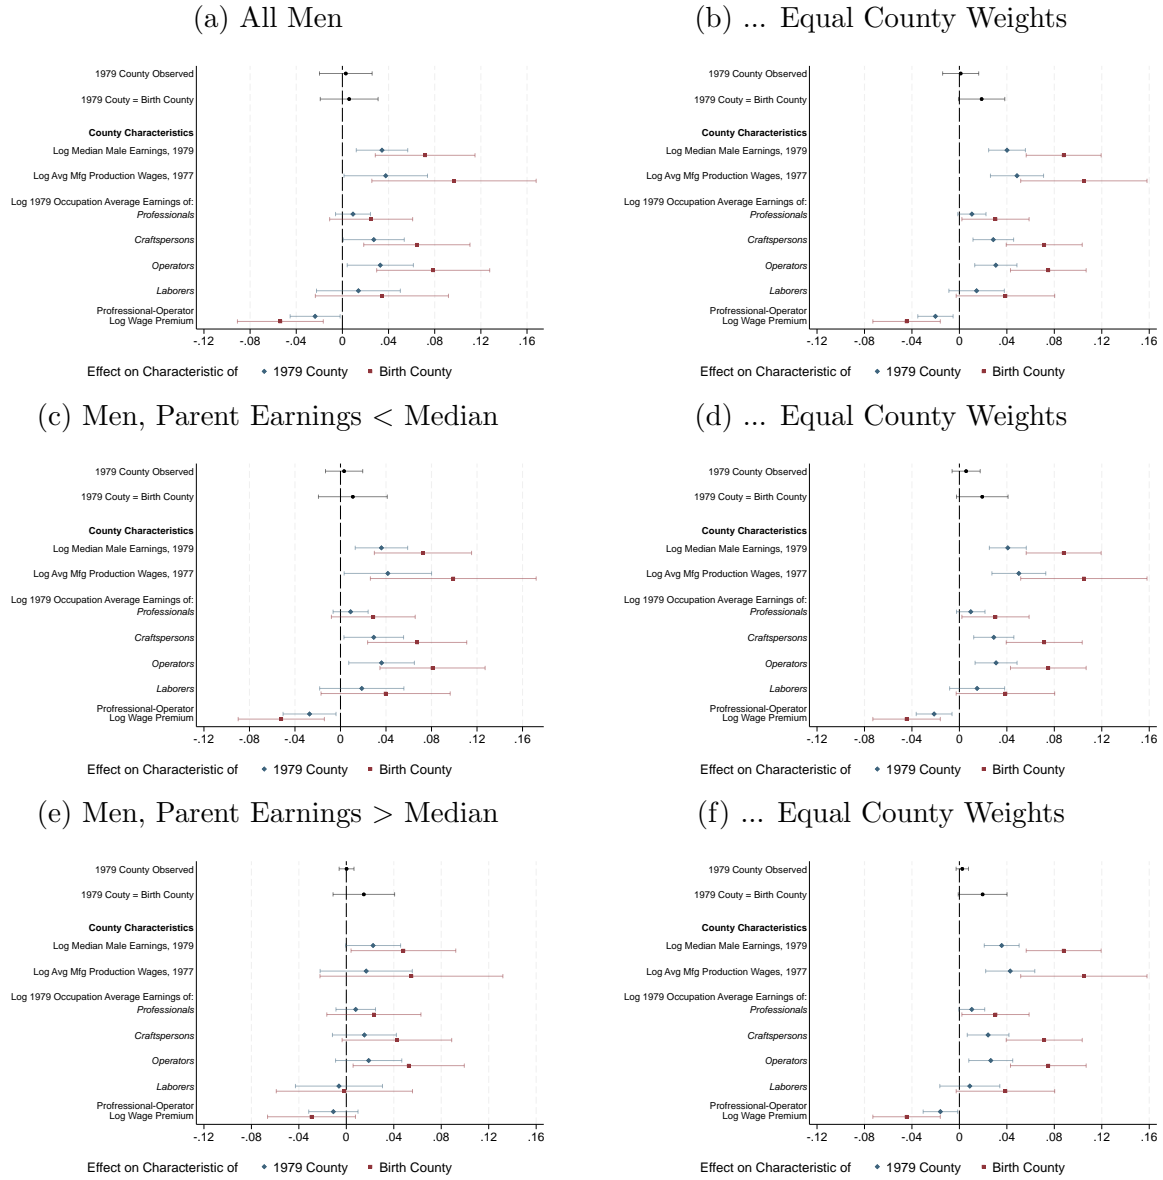 (a) All Men
1979 County Observed
1979 Couty = Birth County
County Characteristics
Log Median Male Earnings, 1979
Log Avg Mfg Production Wages, 1977
Log 1979 Occupation Average Earnings of:
Professionals
Craftspersons
Operators
Laborers
Profressional-Operator
Log Wage Premium
-.12 -.08 -.04 0 .04 .08 .12 .16
Effect on Characteristic of 1979 County Birth County
(b) ... Equal County Weights
1979 County Observed
1979 Couty = Birth County
County Characteristics
Log Median Male Earnings, 1979
Log Avg Mfg Production Wages, 1977
Log 1979 Occupation Average Earnings of:
Professionals
Craftspersons
Operators
Laborers
Profressional-Operator
Log Wage Premium
-.12 -.08 -.04 0 .04 .08 .12 .16
Effect on Characteristic of 1979 County Birth County
(c) Men, Parent Earnings < Median
1979 County Observed
1979 Couty = Birth County
County Characteristics
Log Median Male Earnings, 1979
Log Avg Mfg Production Wages, 1977
Log 1979 Occupation Average Earnings of:
Professionals
Craftspersons
Operators
Laborers
Profressional-Operator
Log Wage Premium
-.12 -.08 -.04 0 .04 .08 .12 .16
Effect on Characteristic of 1979 County Birth County
(d) ... Equal County Weights
1979 County Observed
1979 Couty = Birth County
County Characteristics
Log Median Male Earnings, 1979
Log Avg Mfg Production Wages, 1977
Log 1979 Occupation Average Earnings of:
Professionals
Craftspersons
Operators
Laborers
Profressional-Operator
Log Wage Premium
-.12 -.08 -.04 0 .04 .08 .12 .16
Effect on Characteristic of 1979 County Birth County
(e) Men, Parent Earnings > Median
1979 County Observed
1979 Couty = Birth County
County Characteristics
Log Median Male Earnings, 1979
Log Avg Mfg Production Wages, 1977
Log 1979 Occupation Average Earnings of:
Professionals
Craftspersons
Operators
Laborers
Profressional-Operator
Log Wage Premium
-.12 -.08 -.04 0 .04 .08 .12 .16
Effect on Characteristic of 1979 County Birth County
(f) ... Equal County Weights
1979 County Observed
1979 Couty = Birth County
County Characteristics
Log Median Male Earnings, 1979
Log Avg Mfg Production Wages, 1977
Log 1979 Occupation Average Earnings of:
Professionals
Craftspersons
Operators
Laborers
Profressional-Operator
Log Wage Premium
-.12 -.08 -.04 0 .04 .08 .12 .16
Effect on Characteristic of 1979 County Birth County